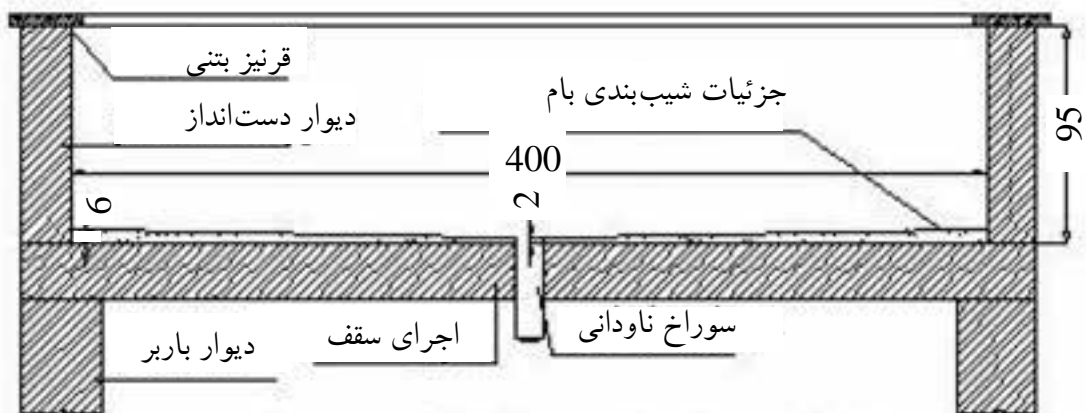 قرنیز بتنی
جزئیات شیب‌بندی بام
دیوار دست‌انداز
95
400
2
6
سوراخ ناودانی
اجرای سقف
دیوار باربر